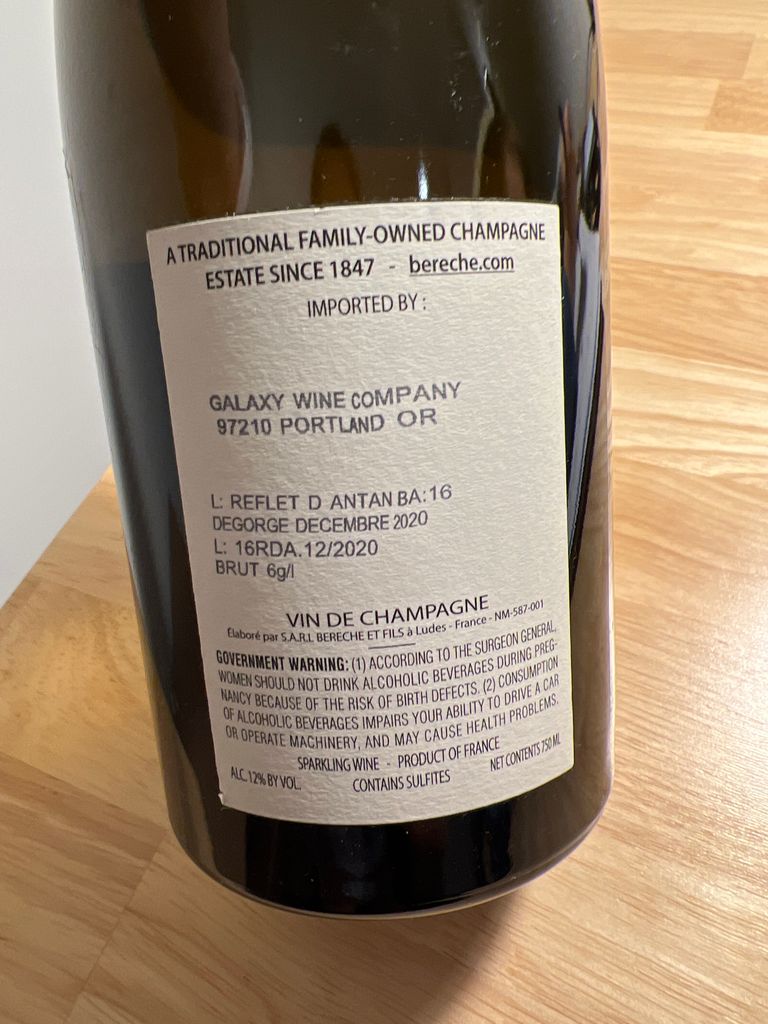 A TRADITIONAL FAMILY-OWNED CHAMPAGNE
ESTATE SINCE 1847 - bereche.com
IMPORTED BY :
GALAXY WINE COMPANY
97210 PORTLAND OR
L: REFLET D ANTAN BA:16
DEGORGE DECEMBRE 2020
L: 16RDA.12/2020
BRUT 6g/l
VIN DE CHAMPAGNE
Élaboré par S.A.R.L BERECHE ET FILS à Ludes - France - NM-587-001
GOVERNMENT WARNING: (1) ACCORDING TO THE SURGEON GENERAL,
WOMEN SHOULD NOT DRINK ALCOHOLIC BEVERAGES DURING PREG-
NANCY BECAUSE OF THE RISK OF BIRTH DEFECTS. (2) CONSUMPTION
OF ALCOHOLIC BEVERAGES IMPAIRS YOUR ABILITY TO DRIVE A CAR
OR OPERATE MACHINERY, AND MAY CAUSE HEALTH PROBLEMS.
SPARKLING WINE - PRODUCT OF FRANCE
ALC. 12% BY VOL. CONTAINS SULFITES NET CONTENTS 750 ML